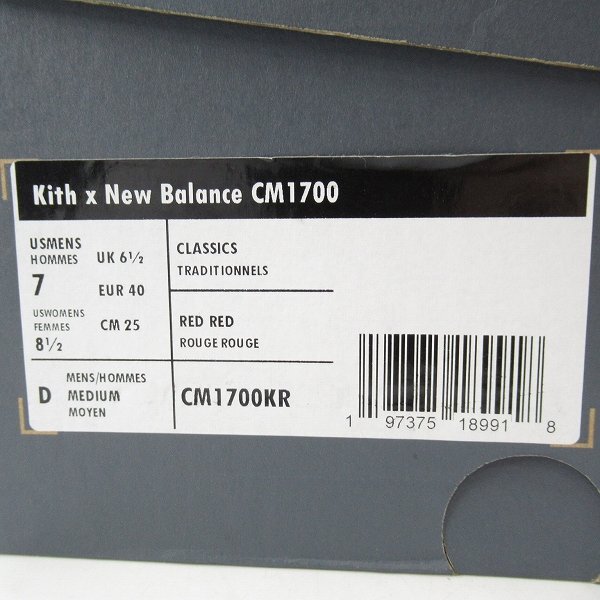 Kith x New Balance CM1700
USMENS
HOMMES
7
UK 6½
EUR 40
USWOMENS
FEMMES
8½
CM 25
CLASSICS
TRADITIONNELS
RED RED
ROUGE ROUGE
D
MENS/HOMMES
MEDIUM
MOYEN
CM1700KR
1 97375 18991 8